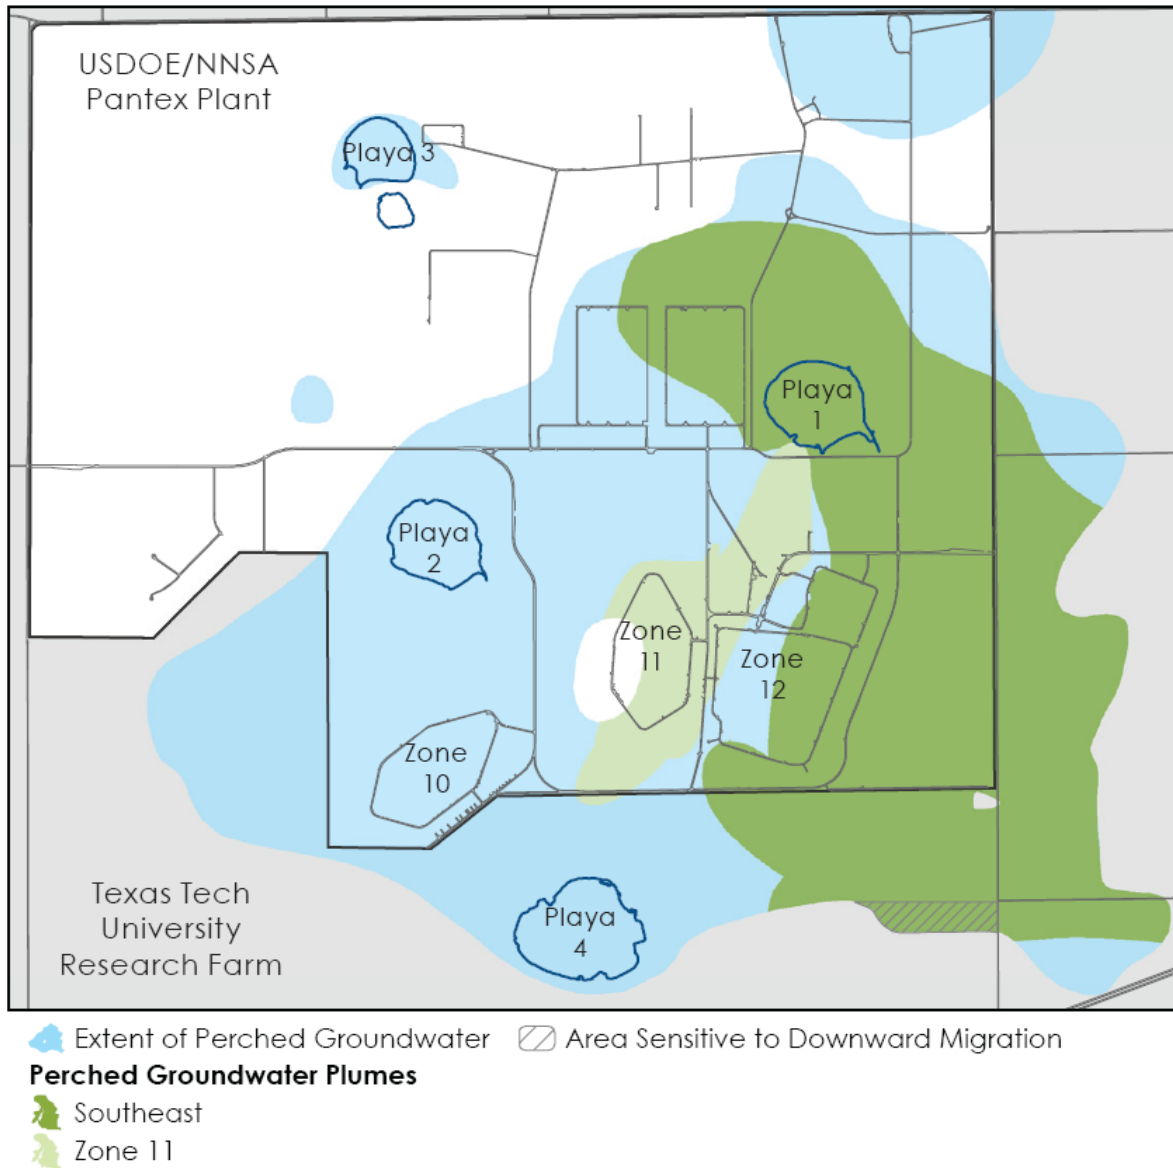 USDOE/NNSA
Pantex Plant
Playa 3
Playa
1
Playa
2
Zone
11
Zone
12
Zone
10
Texas Tech
University
Research Farm
Playa
4
Extent of Perched Groundwater
Area Sensitive to Downward Migration
Perched Groundwater Plumes
Southeast
Zone 11